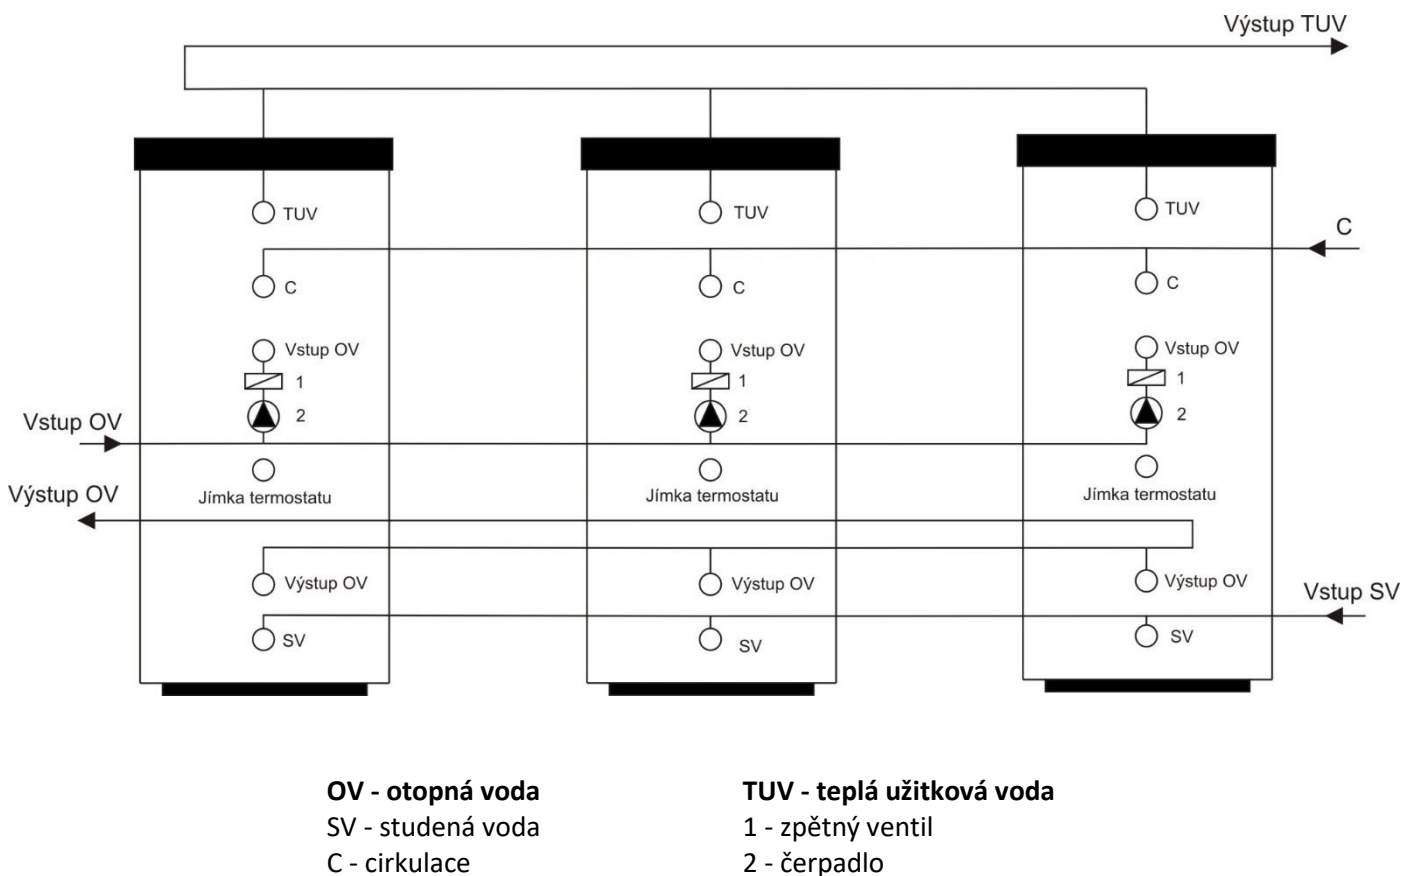 Výstup TUV
TUV
TUV
TUV
C
C
C
C
Vstup OV
Vstup OV
Vstup OV
1
1
1
Vstup OV
2
2
2
Výstup OV
Jímka termostatu
Jímka termostatu
Jímka termostatu
Výstup OV
Výstup OV
Výstup OV
Vstup SV
SV
SV
SV
OV - otopná voda
TUV - teplá užitková voda
SV - studená voda
1 - zpětný ventil
C - cirkulace
2 - čerpadlo